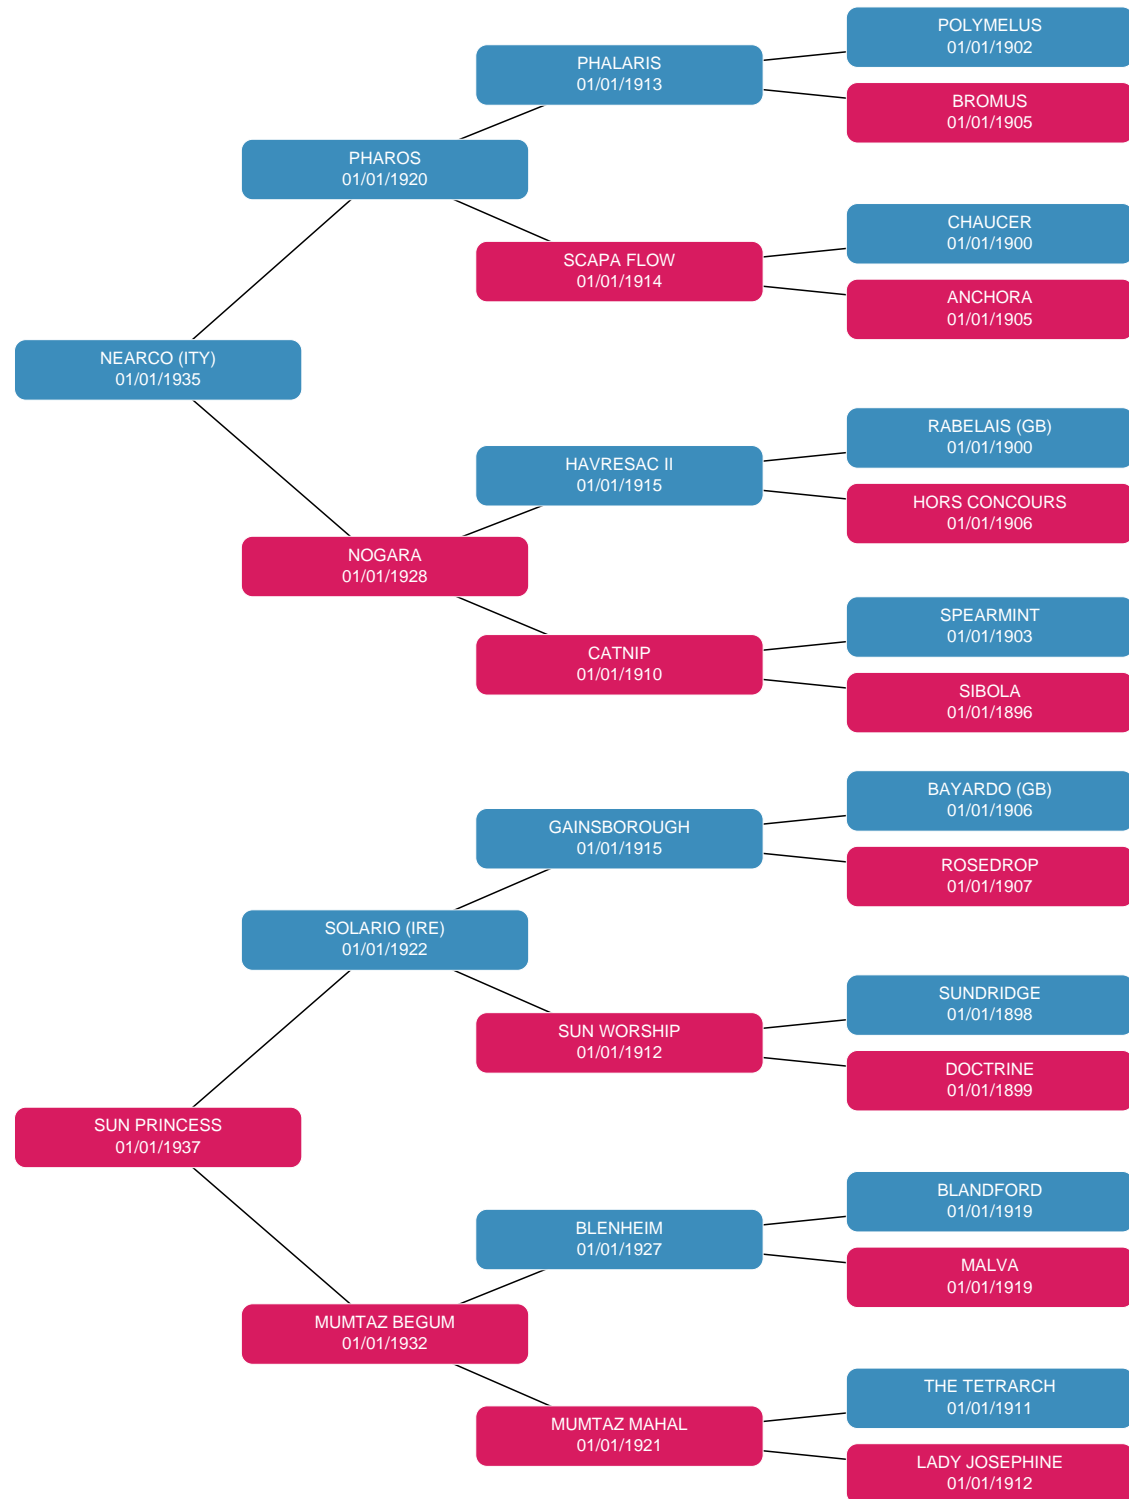 POLYMELUS
01/01/1902
PHALARIS
01/01/1913
BROMUS
01/01/1905
PHAROS
01/01/1920
CHAUCER
01/01/1900
SCAPA FLOW
01/01/1914
ANCHORA
01/01/1905
NEARCO (ITY)
01/01/1935
RABELAIS (GB)
01/01/1900
HAVRESAC II
01/01/1915
HORS CONCOURS
01/01/1906
NOGARA
01/01/1928
SPEARMINT
01/01/1903
CATNIP
01/01/1910
SIBOLA
01/01/1896
BAYARDO (GB)
01/01/1906
GAINSBOROUGH
01/01/1915
ROSEDROP
01/01/1907
SOLARIO (IRE)
01/01/1922
SUNDRIDGE
01/01/1898
SUN WORSHIP
01/01/1912
DOCTRINE
01/01/1899
SUN PRINCESS
01/01/1937
BLANDFORD
01/01/1919
BLENHEIM
01/01/1927
MALVA
01/01/1919
MUMTAZ BEGUM
01/01/1932
THE TETRARCH
01/01/1911
MUMTAZ MAHAL
01/01/1921
LADY JOSEPHINE
01/01/1912